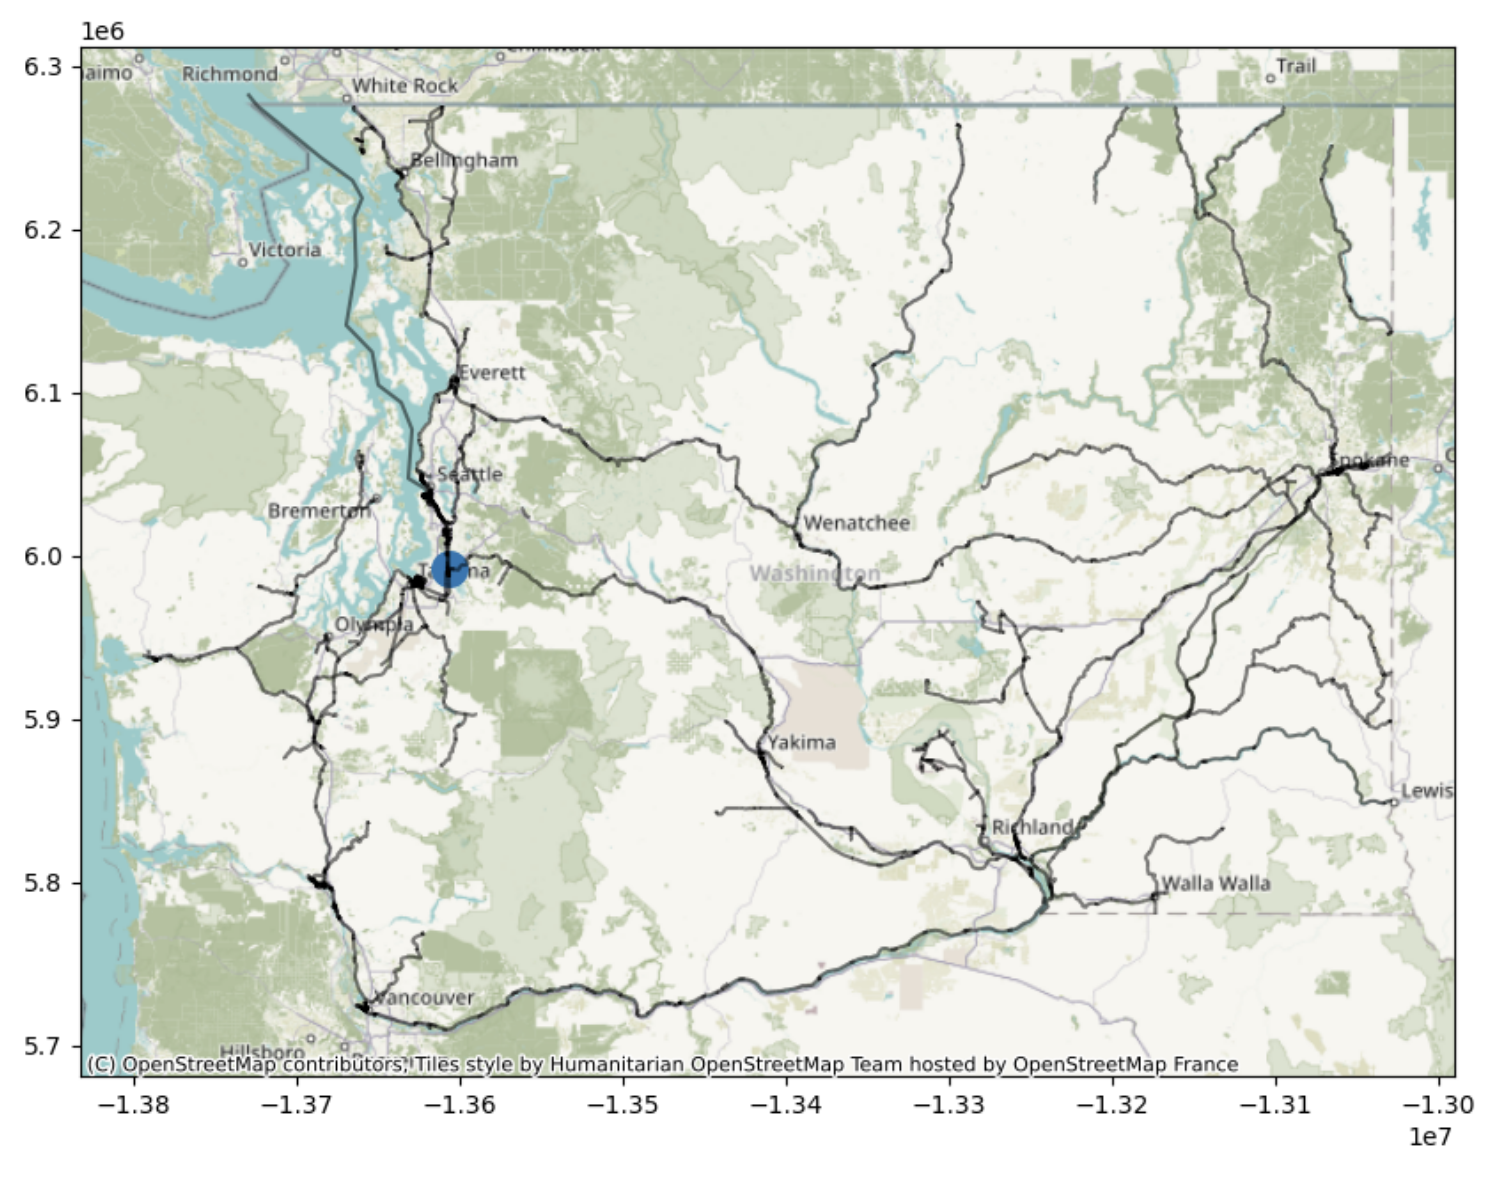 1e6
6.3
6.2
6.1
6.0
5.9
5.8
5.7
aimo
Richmond
White Rock
Trail
Bellingham
Victoria
Everett
Seattle
Spokane
Bremerton
Wenatchee
Washington
Olympia
Yakima
Lewis
Richland
Walla Walla
Vancouver
Hillsboro
(C) OpenStreetMap contributors, Tiles style by Humanitarian OpenStreetMap Team hosted by OpenStreetMap France
−1.38 −1.37 −1.36 −1.35 −1.34 −1.33 −1.32 −1.31 −1.30
1e7